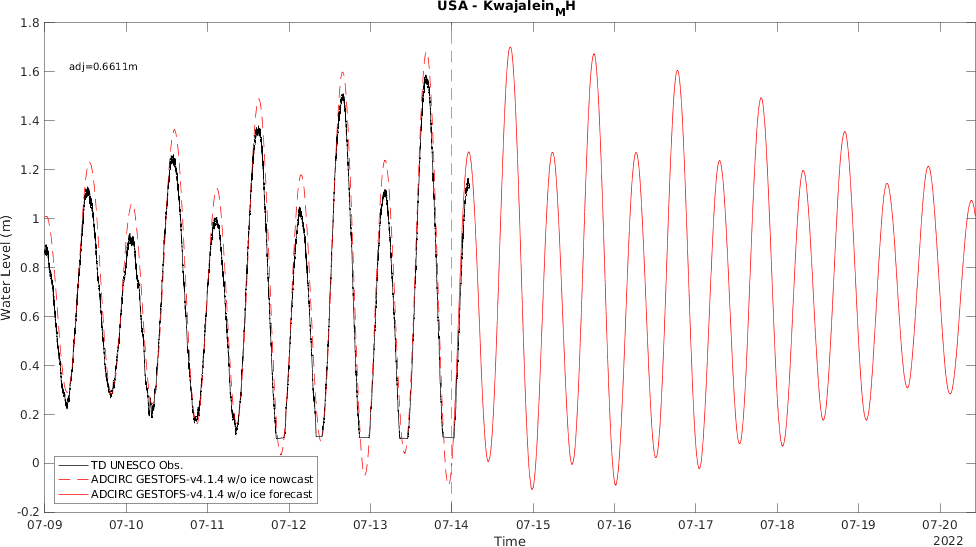 USA - Kwajalein_MH
1.8
1.6
1.4
1.2
1
0.8
0.6
0.4
0.2
0
-0.2
Water Level (m)
adj=0.6611m
TD UNESCO Obs.
ADCIRC GESTOFS-v4.1.4 w/o ice nowcast
ADCIRC GESTOFS-v4.1.4 w/o ice forecast
07-09 07-10 07-11 07-12 07-13 07-14 07-15 07-16 07-17 07-18 07-19 07-20
Time
2022